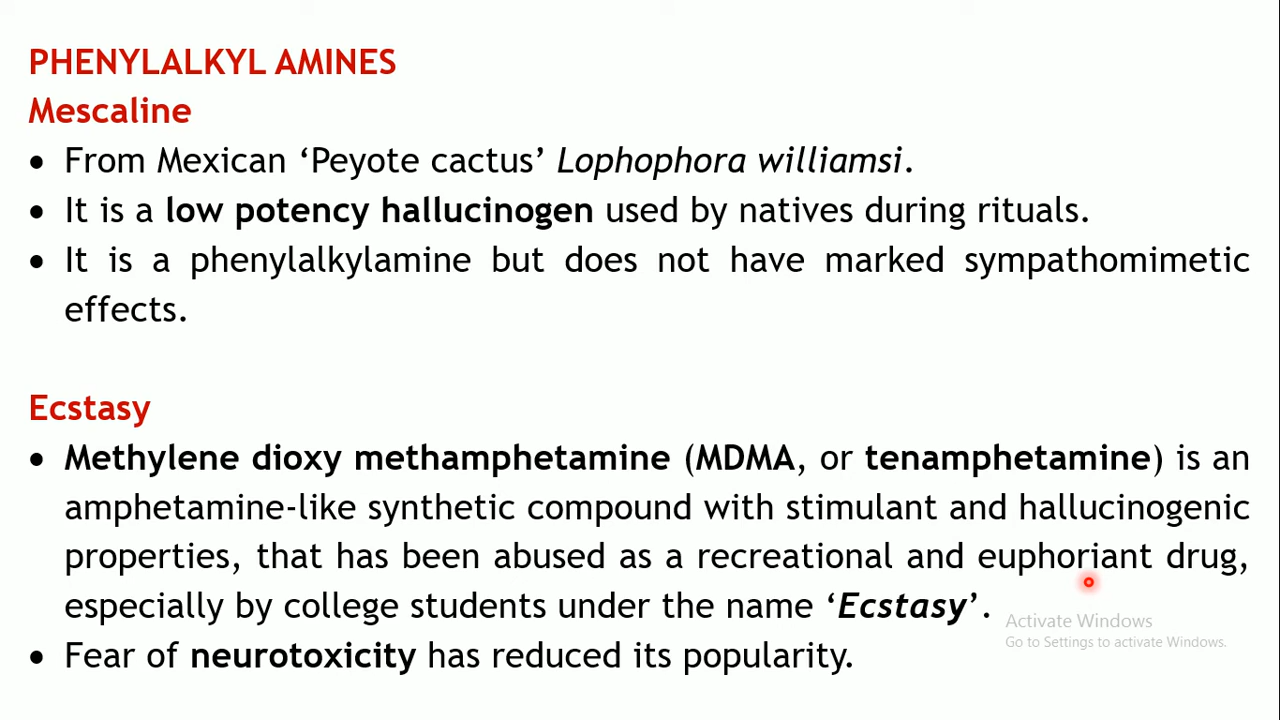 PHENYLALKYL AMINES
Mescaline
• From Mexican ‘Peyote cactus’ Lophophora williamsi.
• It is a low potency hallucinogen used by natives during rituals.
• It is a phenylalkylamine but does not have marked sympathomimetic
effects.
Ecstasy
• Methylene dioxy methamphetamine (MDMA, or tenamphetamine) is an
amphetamine-like synthetic compound with stimulant and hallucinogenic
properties, that has been abused as a recreational and euphoriant drug,
especially by college students under the name ‘Ecstasy’.
• Fear of neurotoxicity has reduced its popularity.
Activate Windows
Go to Settings to activate Windows.